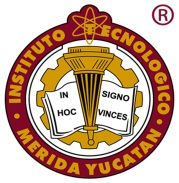 ®
INSTITUTO TECNOLOGICO
IN SIGNO
HOC VINCES
• MERIDA YUCATAN •